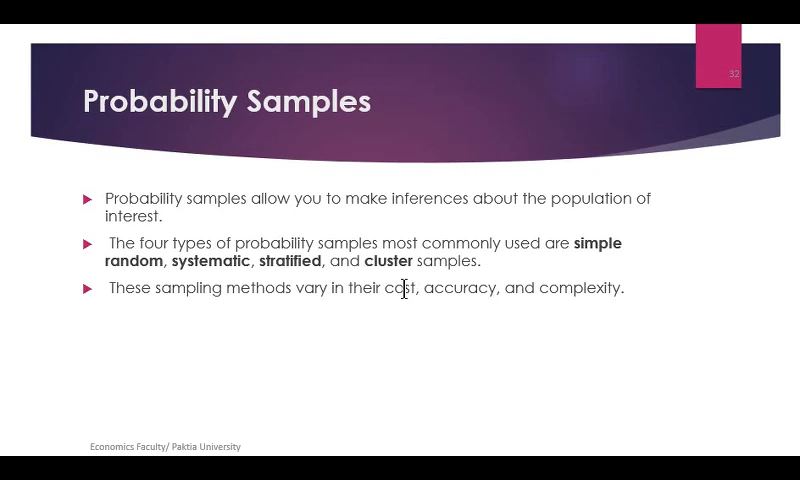 32
Probability Samples
Probability samples allow you to make inferences about the population of
interest.
The four types of probability samples most commonly used are simple
random, systematic, stratified, and cluster samples.
These sampling methods vary in their cost, accuracy, and complexity.
Economics Faculty/ Paktia University